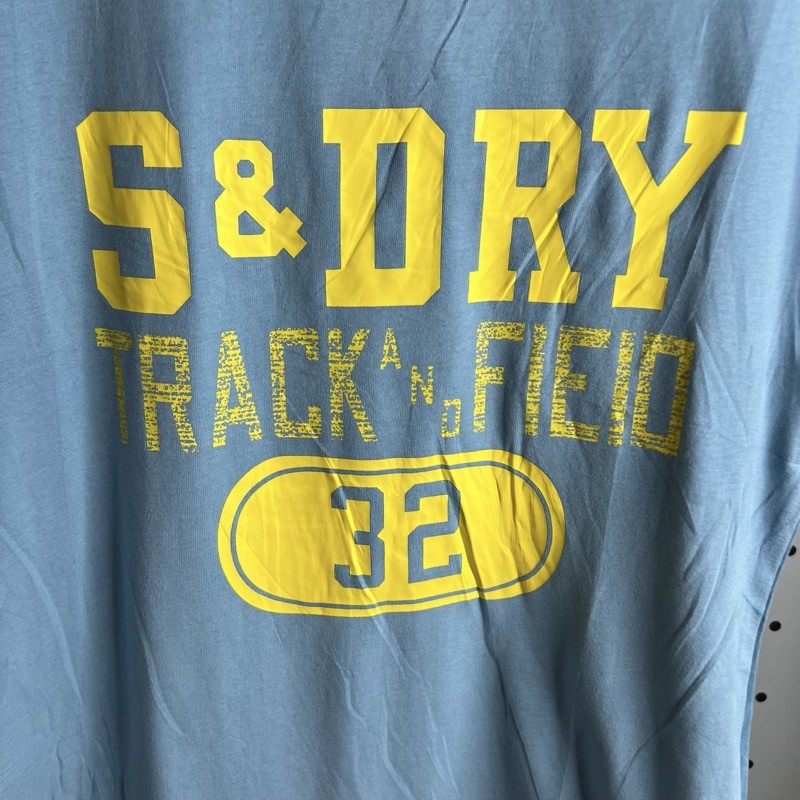 S&DRY
TRACK AND FIEID
32